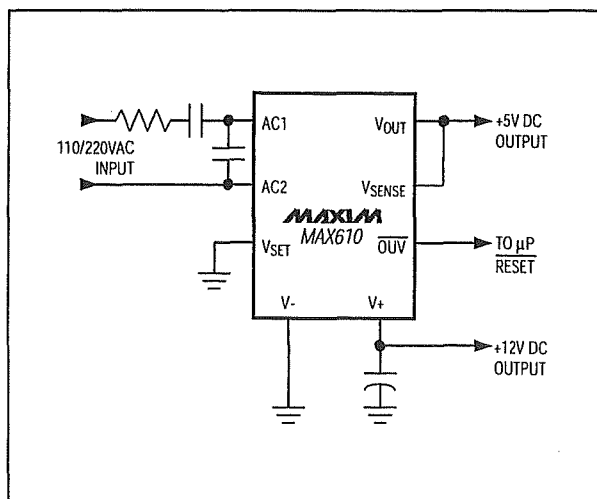 110/220VAC
INPUT
AC1
AC2
VSET
V-
V+
VOUT
VSENSE
OUV
MAXIM
MAX610
+5V DC
OUTPUT
TO µP
RESET
+12V DC
OUTPUT